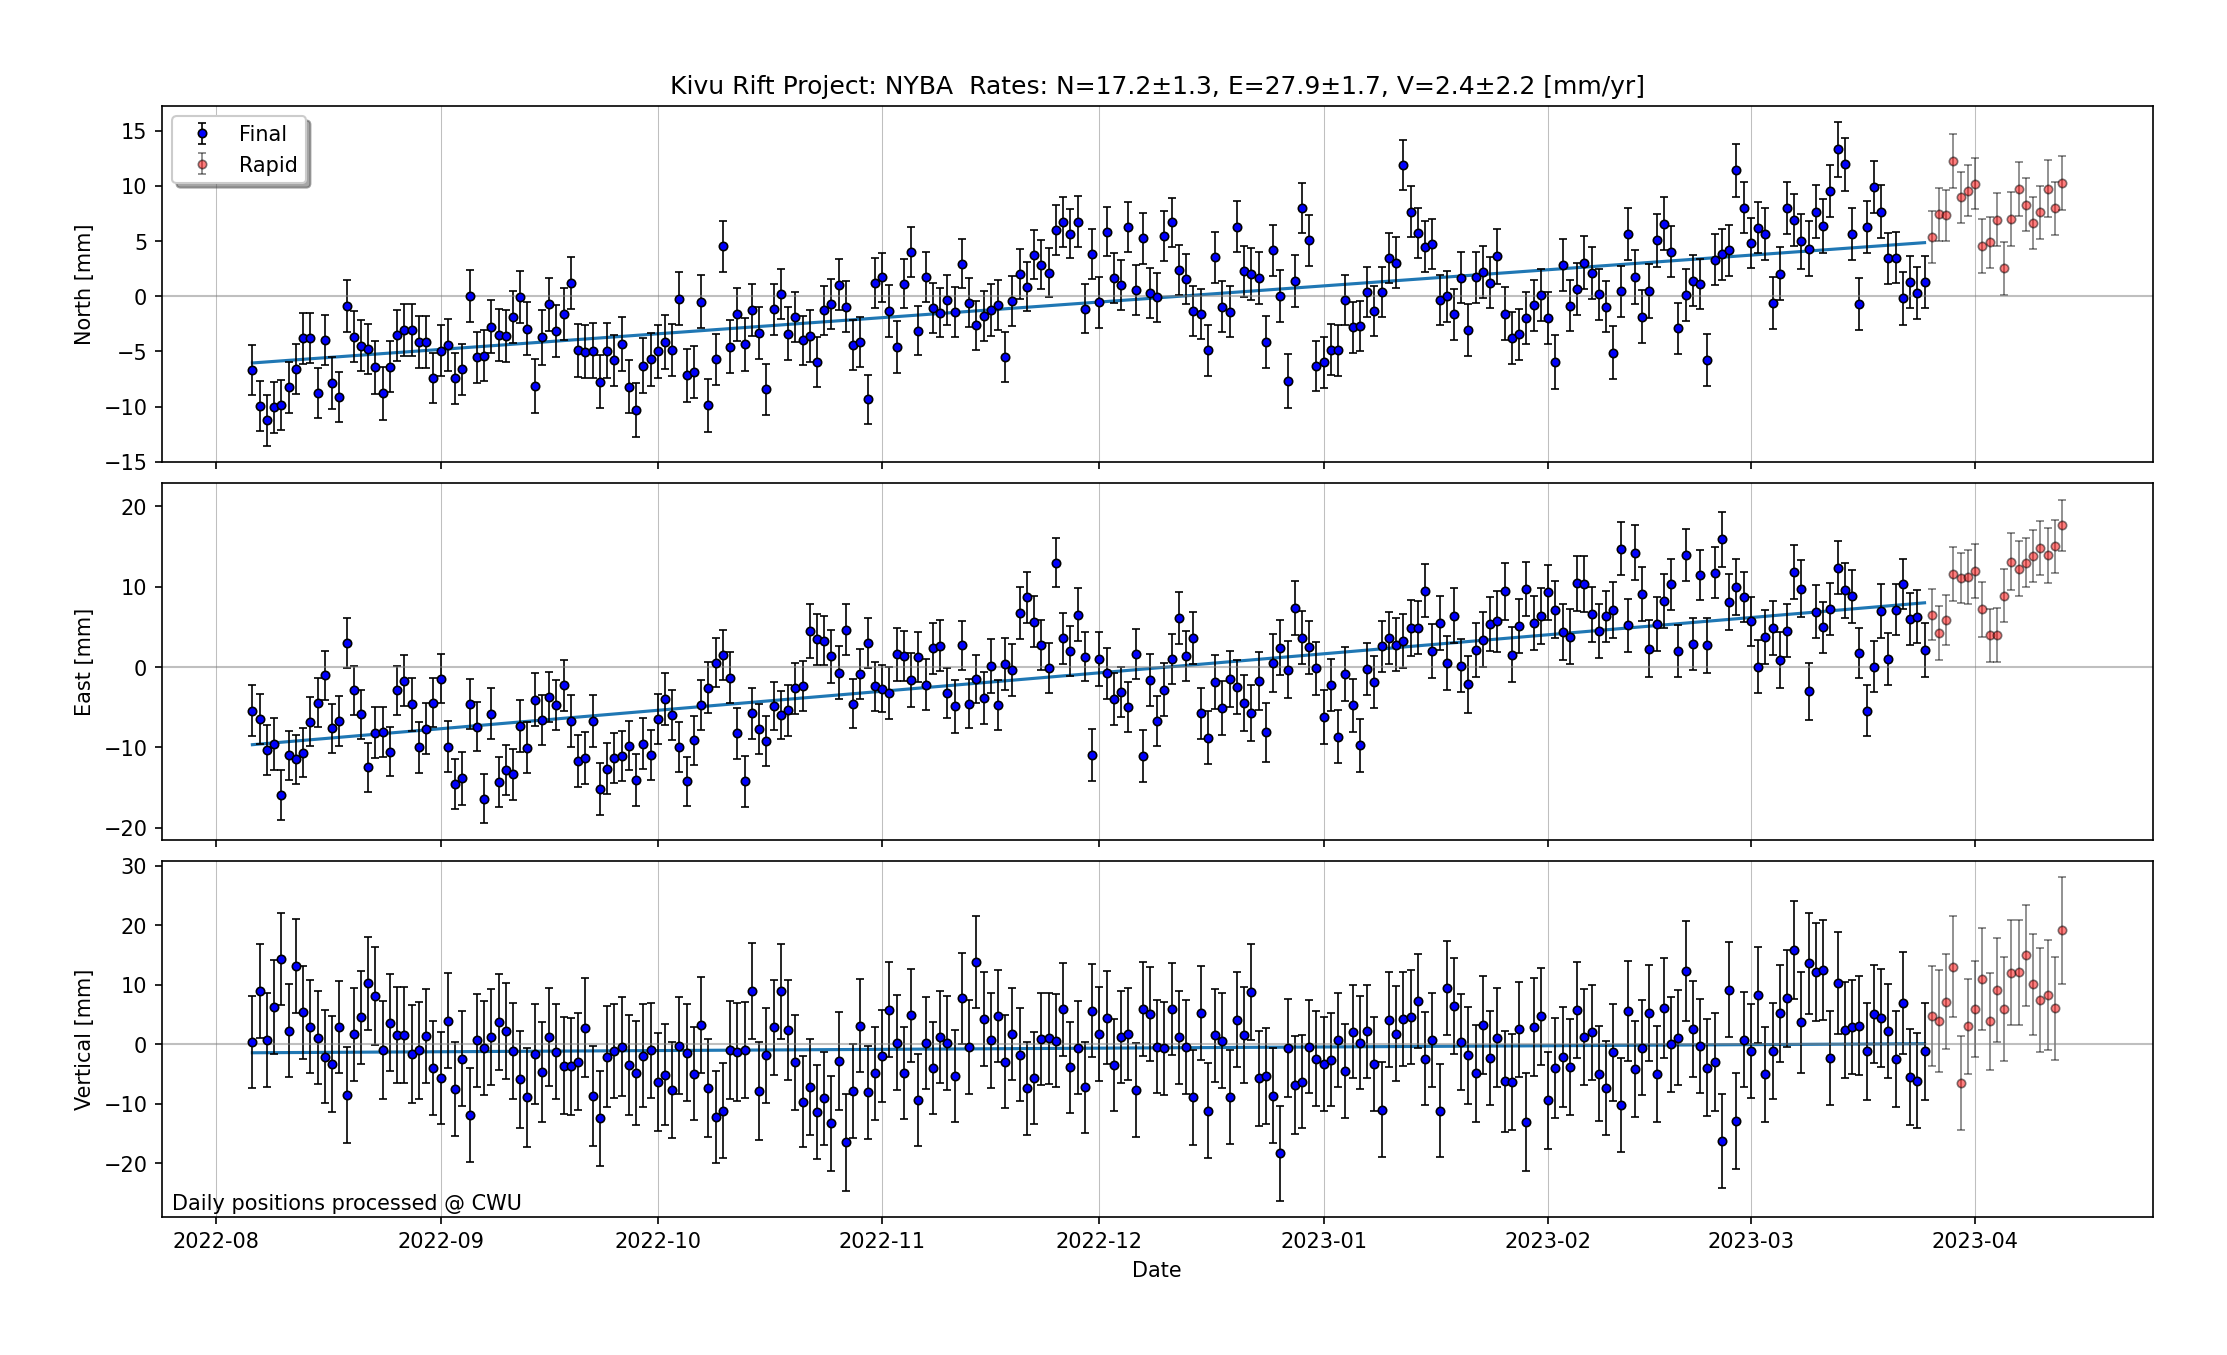 Kivu Rift Project: NYBA  Rates: N=17.2±1.3, E=27.9±1.7, V=2.4±2.2 [mm/yr]
Final
Rapid
North [mm]
15
10
5
0
−5
−10
−15
East [mm]
20
10
0
−10
−20
Vertical [mm]
30
20
10
0
−10
−20
Daily positions processed @ CWU
2022-08 2022-09 2022-10 2022-11 2022-12 2023-01 2023-02 2023-03 2023-04
Date